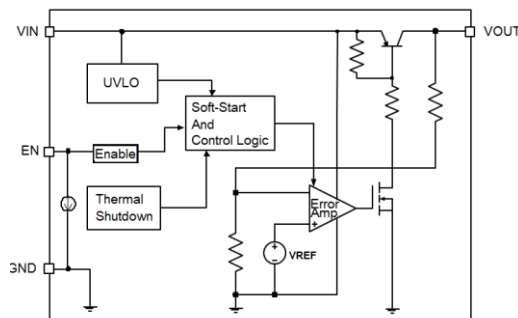 VIN
VOUT
UVLO
Soft-Start
And
Control Logic
EN
Enable
Thermal
Shutdown
Error
Amp
+
+
−
VREF
GND